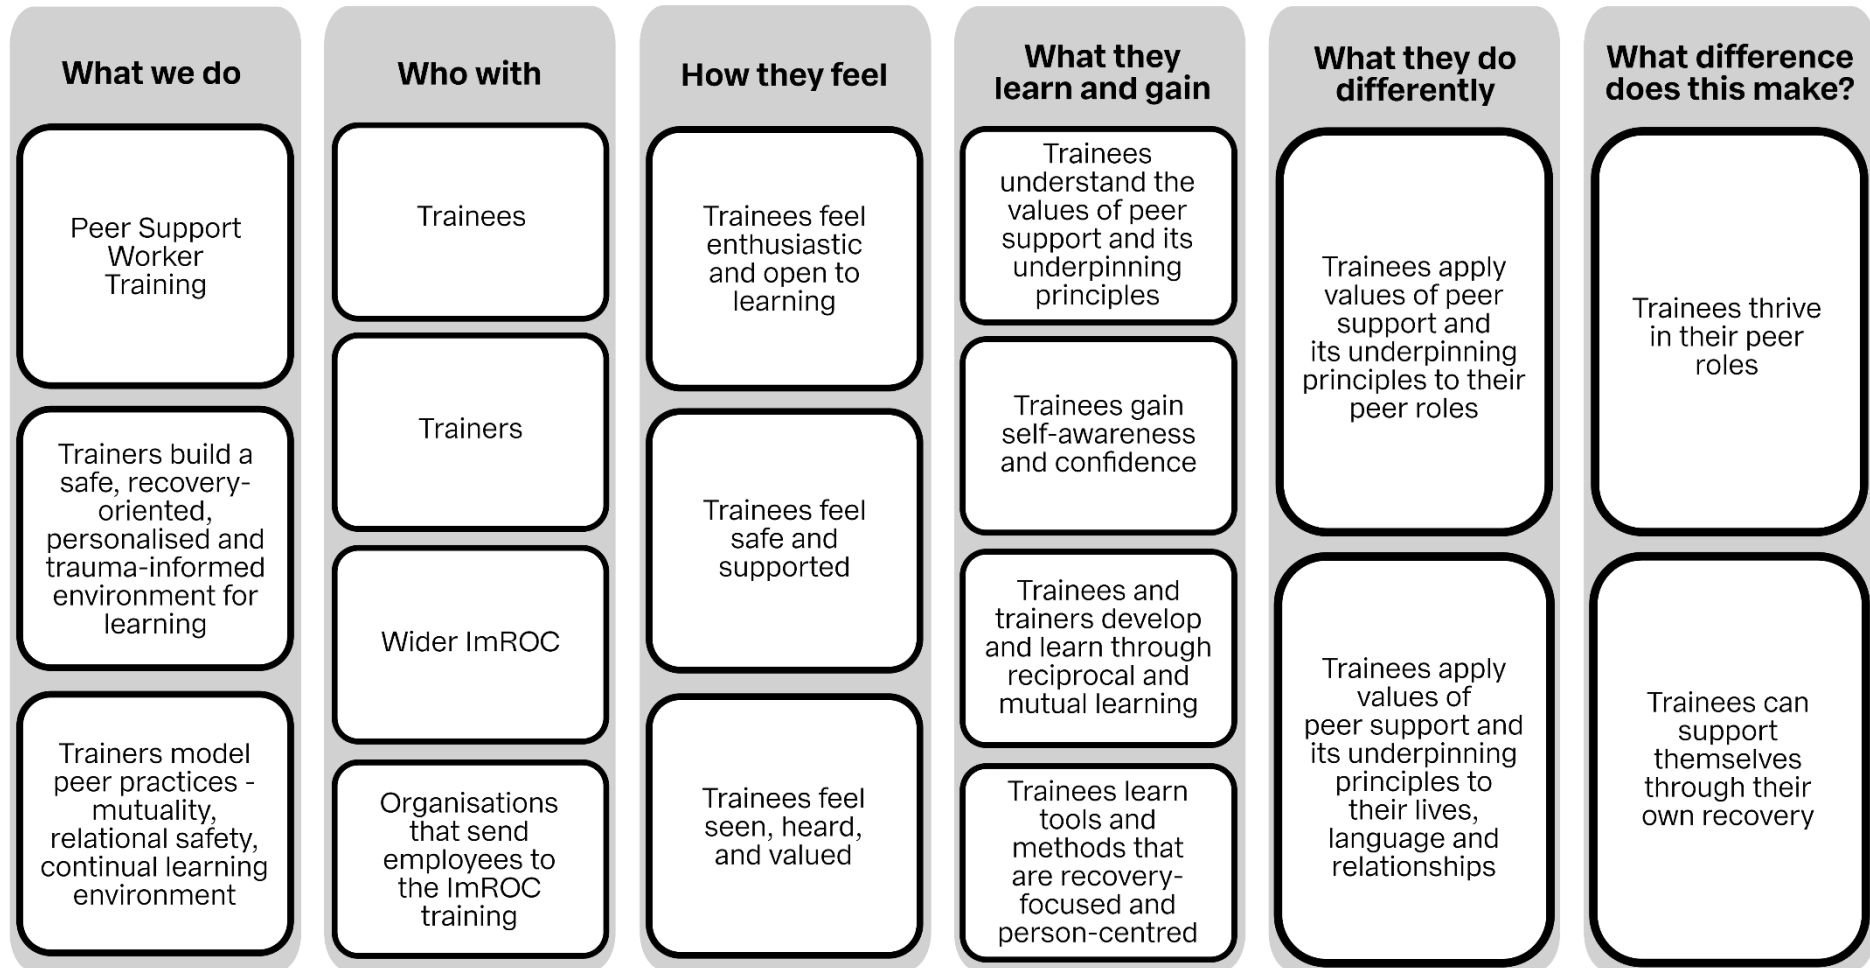 What we do
Peer Support
Worker
Training
Trainers build a
safe, recovery-
oriented,
personalised and
trauma-informed
environment for
learning
Trainers model
peer practices -
mutuality,
relational safety,
continual learning
environment
Who with
Trainees
Trainers
Wider ImROC
Organisations
that send
employees to
the ImROC
training
How they feel
Trainees feel
enthusiastic
and open to
learning
Trainees feel
safe and
supported
Trainees feel
seen, heard,
and valued
What they
learn and gain
Trainees
understand the
values of peer
support and its
underpinning
principles
Trainees gain
self-awareness
and confidence
Trainees and
trainers develop
and learn through
reciprocal and
mutual learning
Trainees learn
tools and
methods that
are recovery-
focused and
person-centred
What they do
differently
Trainees apply
values of peer
support and
its underpinning
principles to their
peer roles
Trainees apply
values of
peer support and
its underpinning
principles to
their lives,
language and
relationships
What difference
does this make?
Trainees thrive
in their peer
roles
Trainees can
support
themselves
through their
own recovery